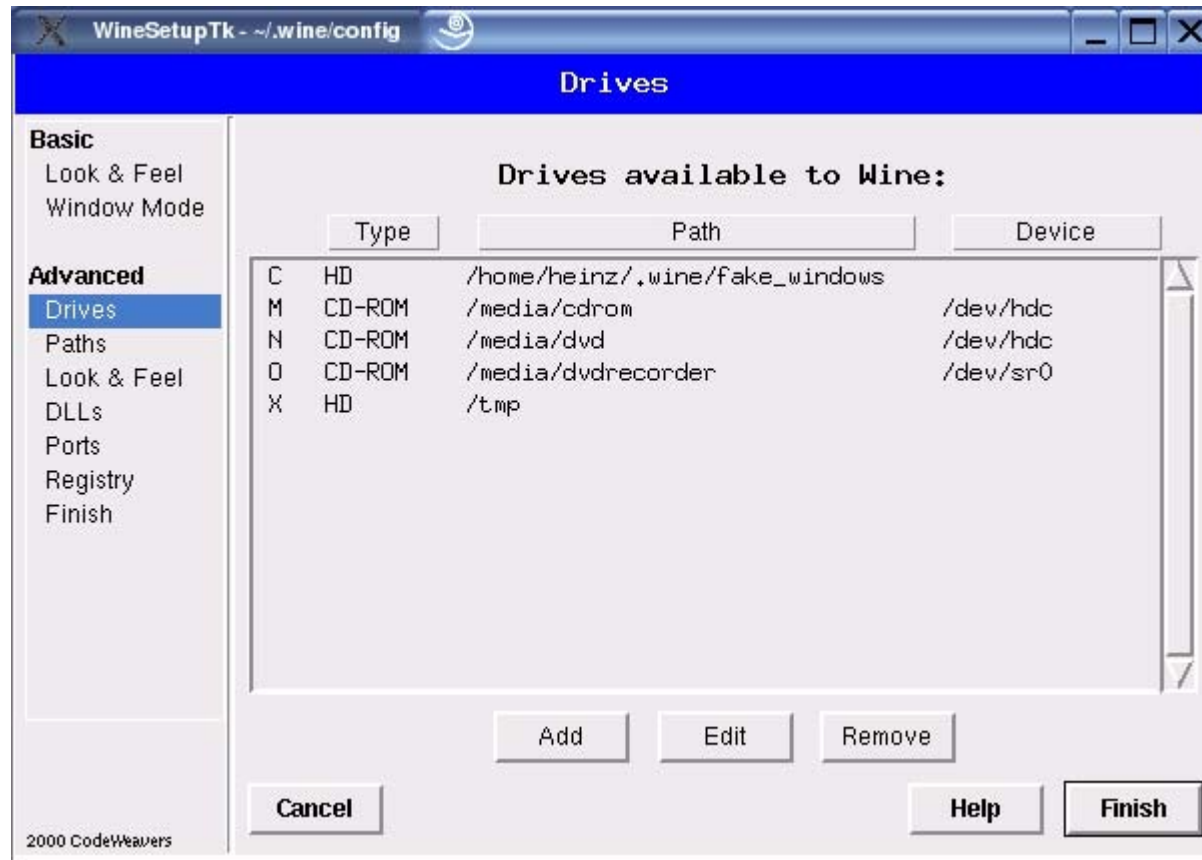 WineSetupTk - ~/.wine/config
Drives
Basic
Look & Feel
Window Mode
Advanced
Drives
Paths
Look & Feel
DLLs
Ports
Registry
Finish
Drives available to Wine:
Type Path Device
C HD /home/heinz/.wine/fake_windows
M CD-ROM /media/cdrom /dev/hdc
N CD-ROM /media/dvd /dev/hdc
O CD-ROM /media/dvdrecorder /dev/sr0
X HD /tmp
Add Edit Remove
Cancel Help Finish
2000 CodeWeavers